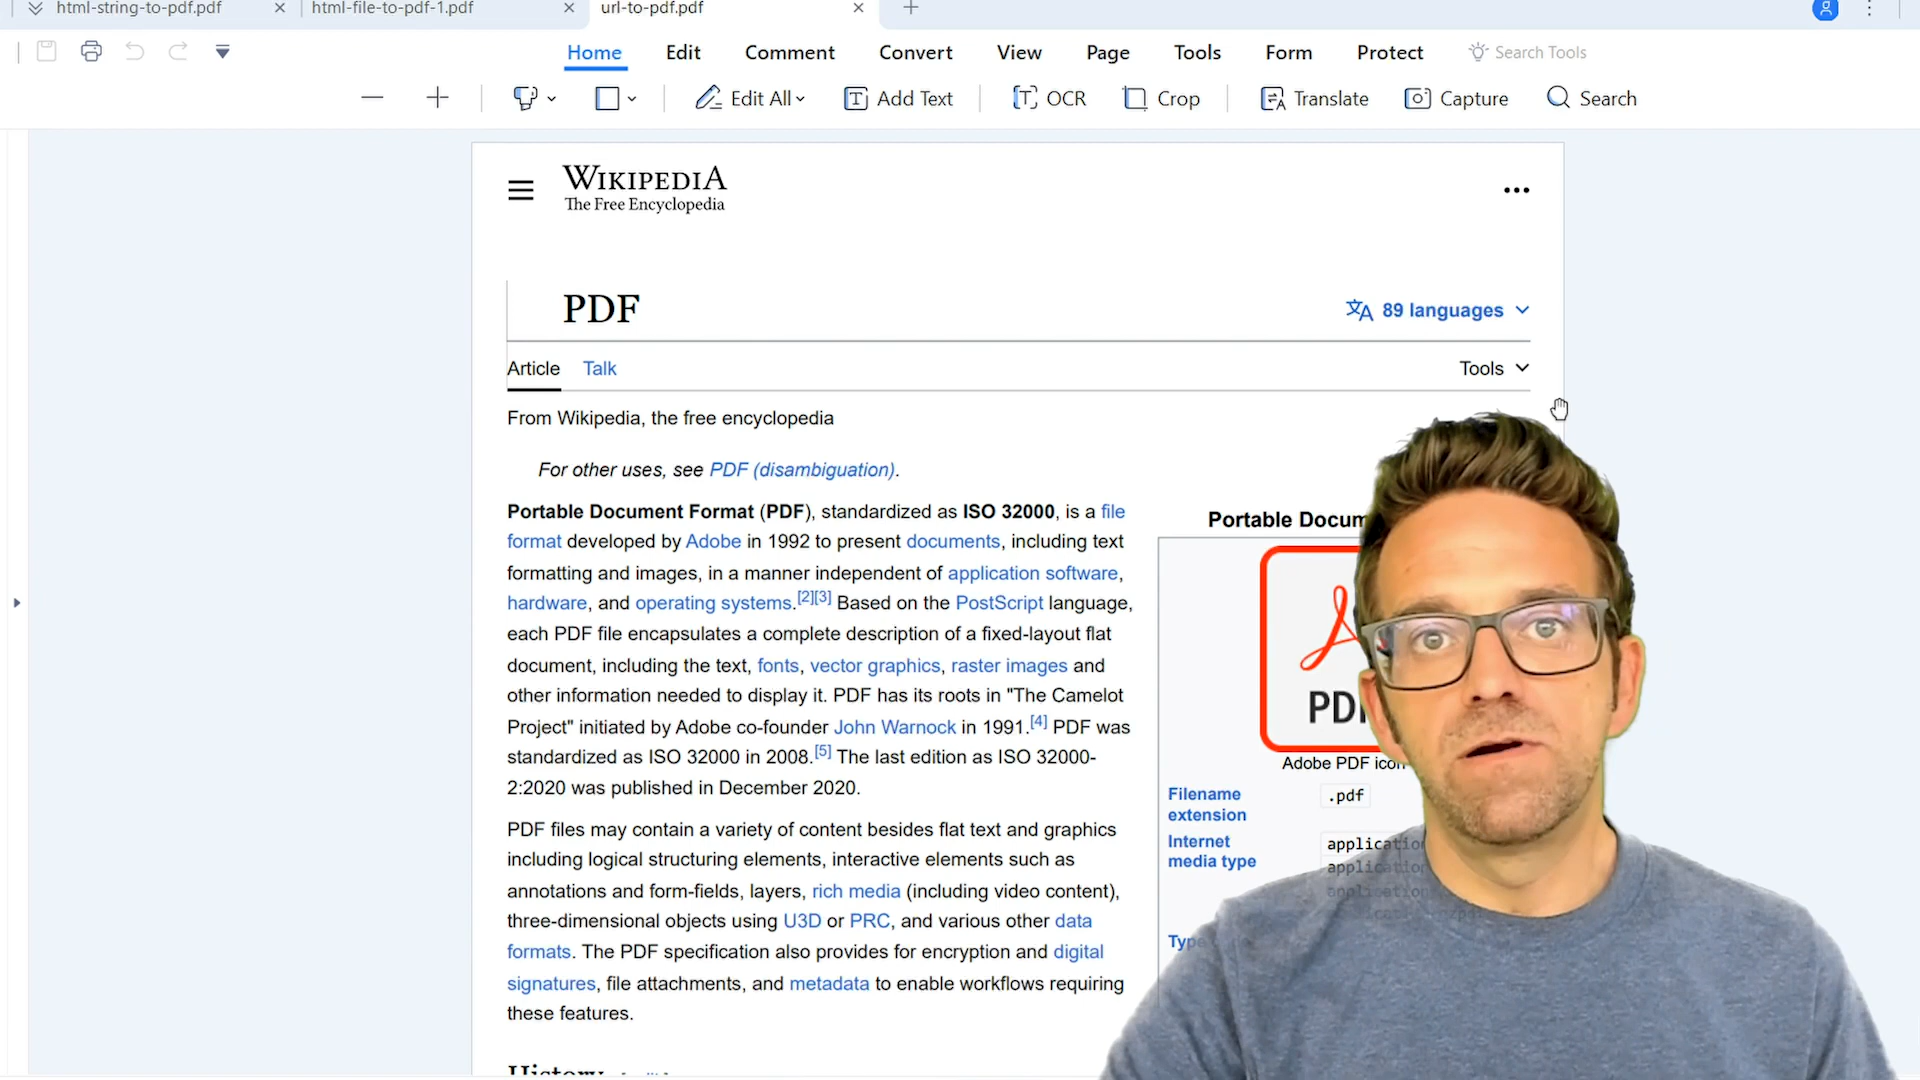 html-string-to-pdf.pdf
html-file-to-pdf-1.pdf
url-to-pdf.pdf
Home Edit Comment Convert View Page Tools Form Protect Search Tools
Edit All Add Text OCR Crop Translate Capture Search
WIKIPEDIA
The Free Encyclopedia
PDF
89 languages
Article Talk
Tools
From Wikipedia, the free encyclopedia
For other uses, see PDF (disambiguation).
Portable Document Format (PDF), standardized as ISO 32000, is a file
format developed by Adobe in 1992 to present documents, including text
formatting and images, in a manner independent of application software,
hardware, and operating systems.[2][3] Based on the PostScript language,
each PDF file encapsulates a complete description of a fixed-layout flat
document, including the text, fonts, vector graphics, raster images and
other information needed to display it. PDF has its roots in "The Camelot
Project" initiated by Adobe co-founder John Warnock in 1991.[4] PDF was
standardized as ISO 32000 in 2008.[5] The last edition as ISO 32000-
2:2020 was published in December 2020.
PDF files may contain a variety of content besides flat text and graphics
including logical structuring elements, interactive elements such as
annotations and form-fields, layers, rich media (including video content),
three-dimensional objects using U3D or PRC, and various other data
formats. The PDF specification also provides for encryption and digital
signatures, file attachments, and metadata to enable workflows requiring
these features.
History
Portable
Adobe PDF icon
Filename
extension
.pdf
Internet
media type